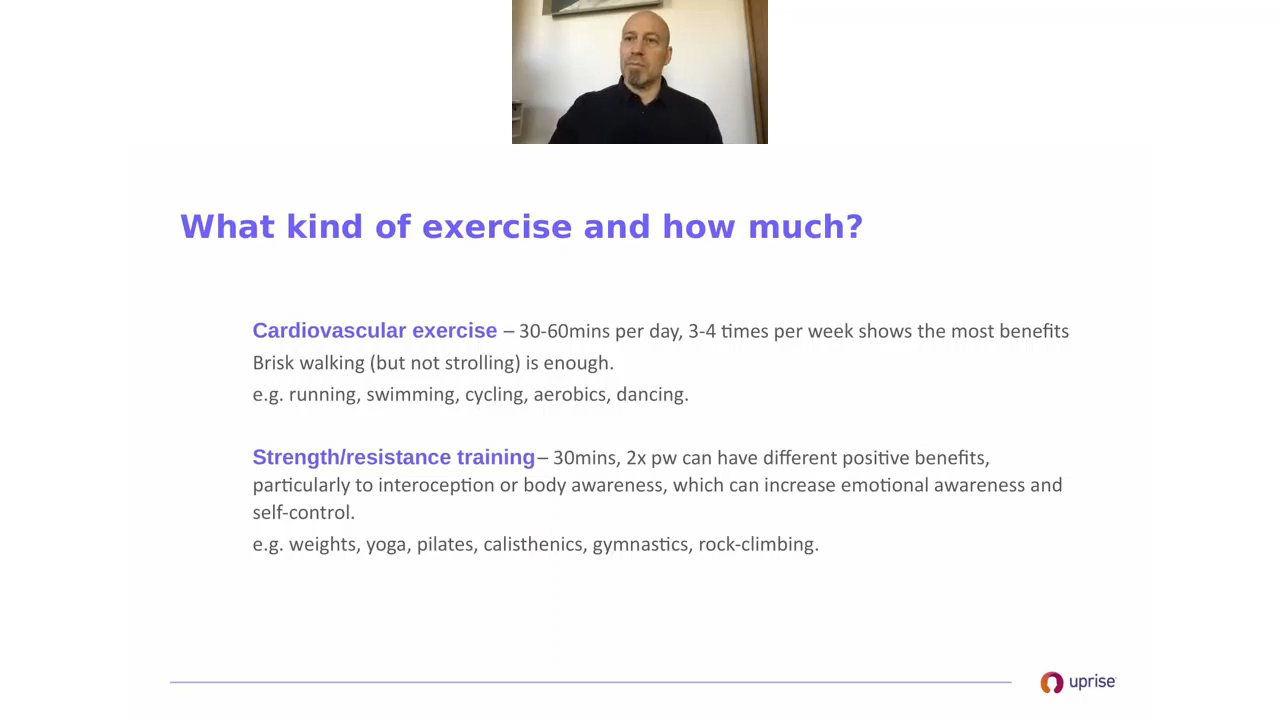 What kind of exercise and how much?
Cardiovascular exercise – 30-60mins per day, 3-4 times per week shows the most benefits
Brisk walking (but not strolling) is enough.
e.g. running, swimming, cycling, aerobics, dancing.
Strength/resistance training– 30mins, 2x pw can have different positive benefits,
particularly to interoception or body awareness, which can increase emotional awareness and
self-control.
e.g. weights, yoga, pilates, calisthenics, gymnastics, rock-climbing.
uprise